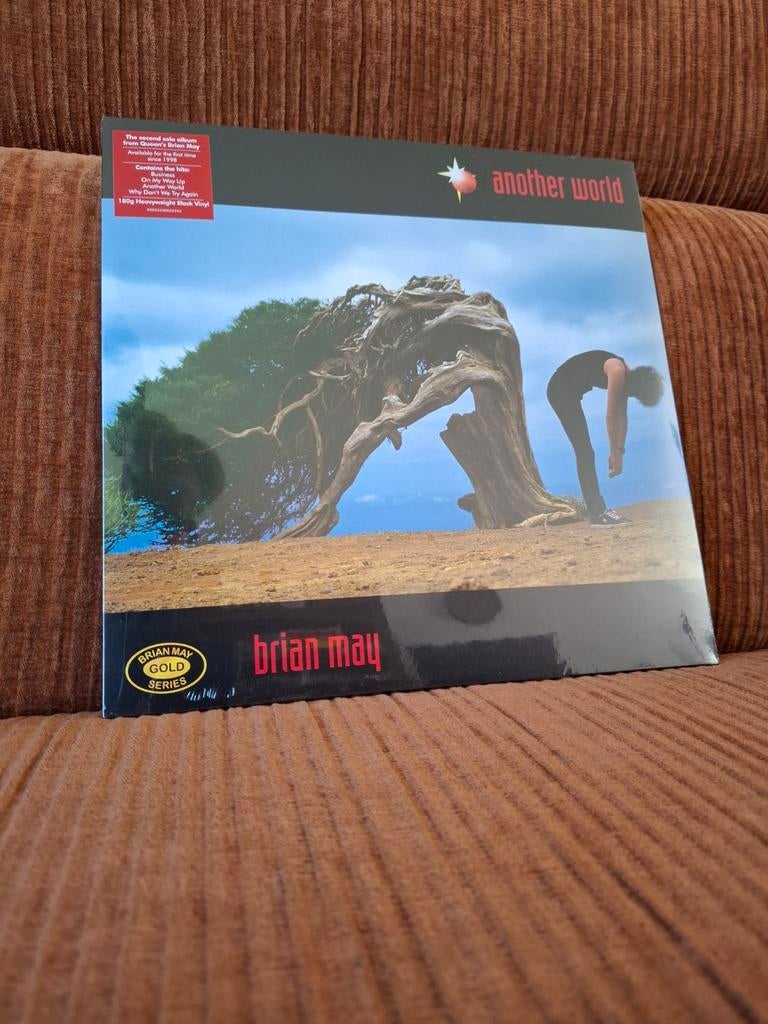 The second solo album
from Queen's Brian May
Available for the first time
since 1998
Contains the hits:
Business
On My Way Up
Another World
Why Don't We Try Again
180g Heavyweight Black Vinyl
another world
brian may
BRIAN MAY
GOLD
SERIES